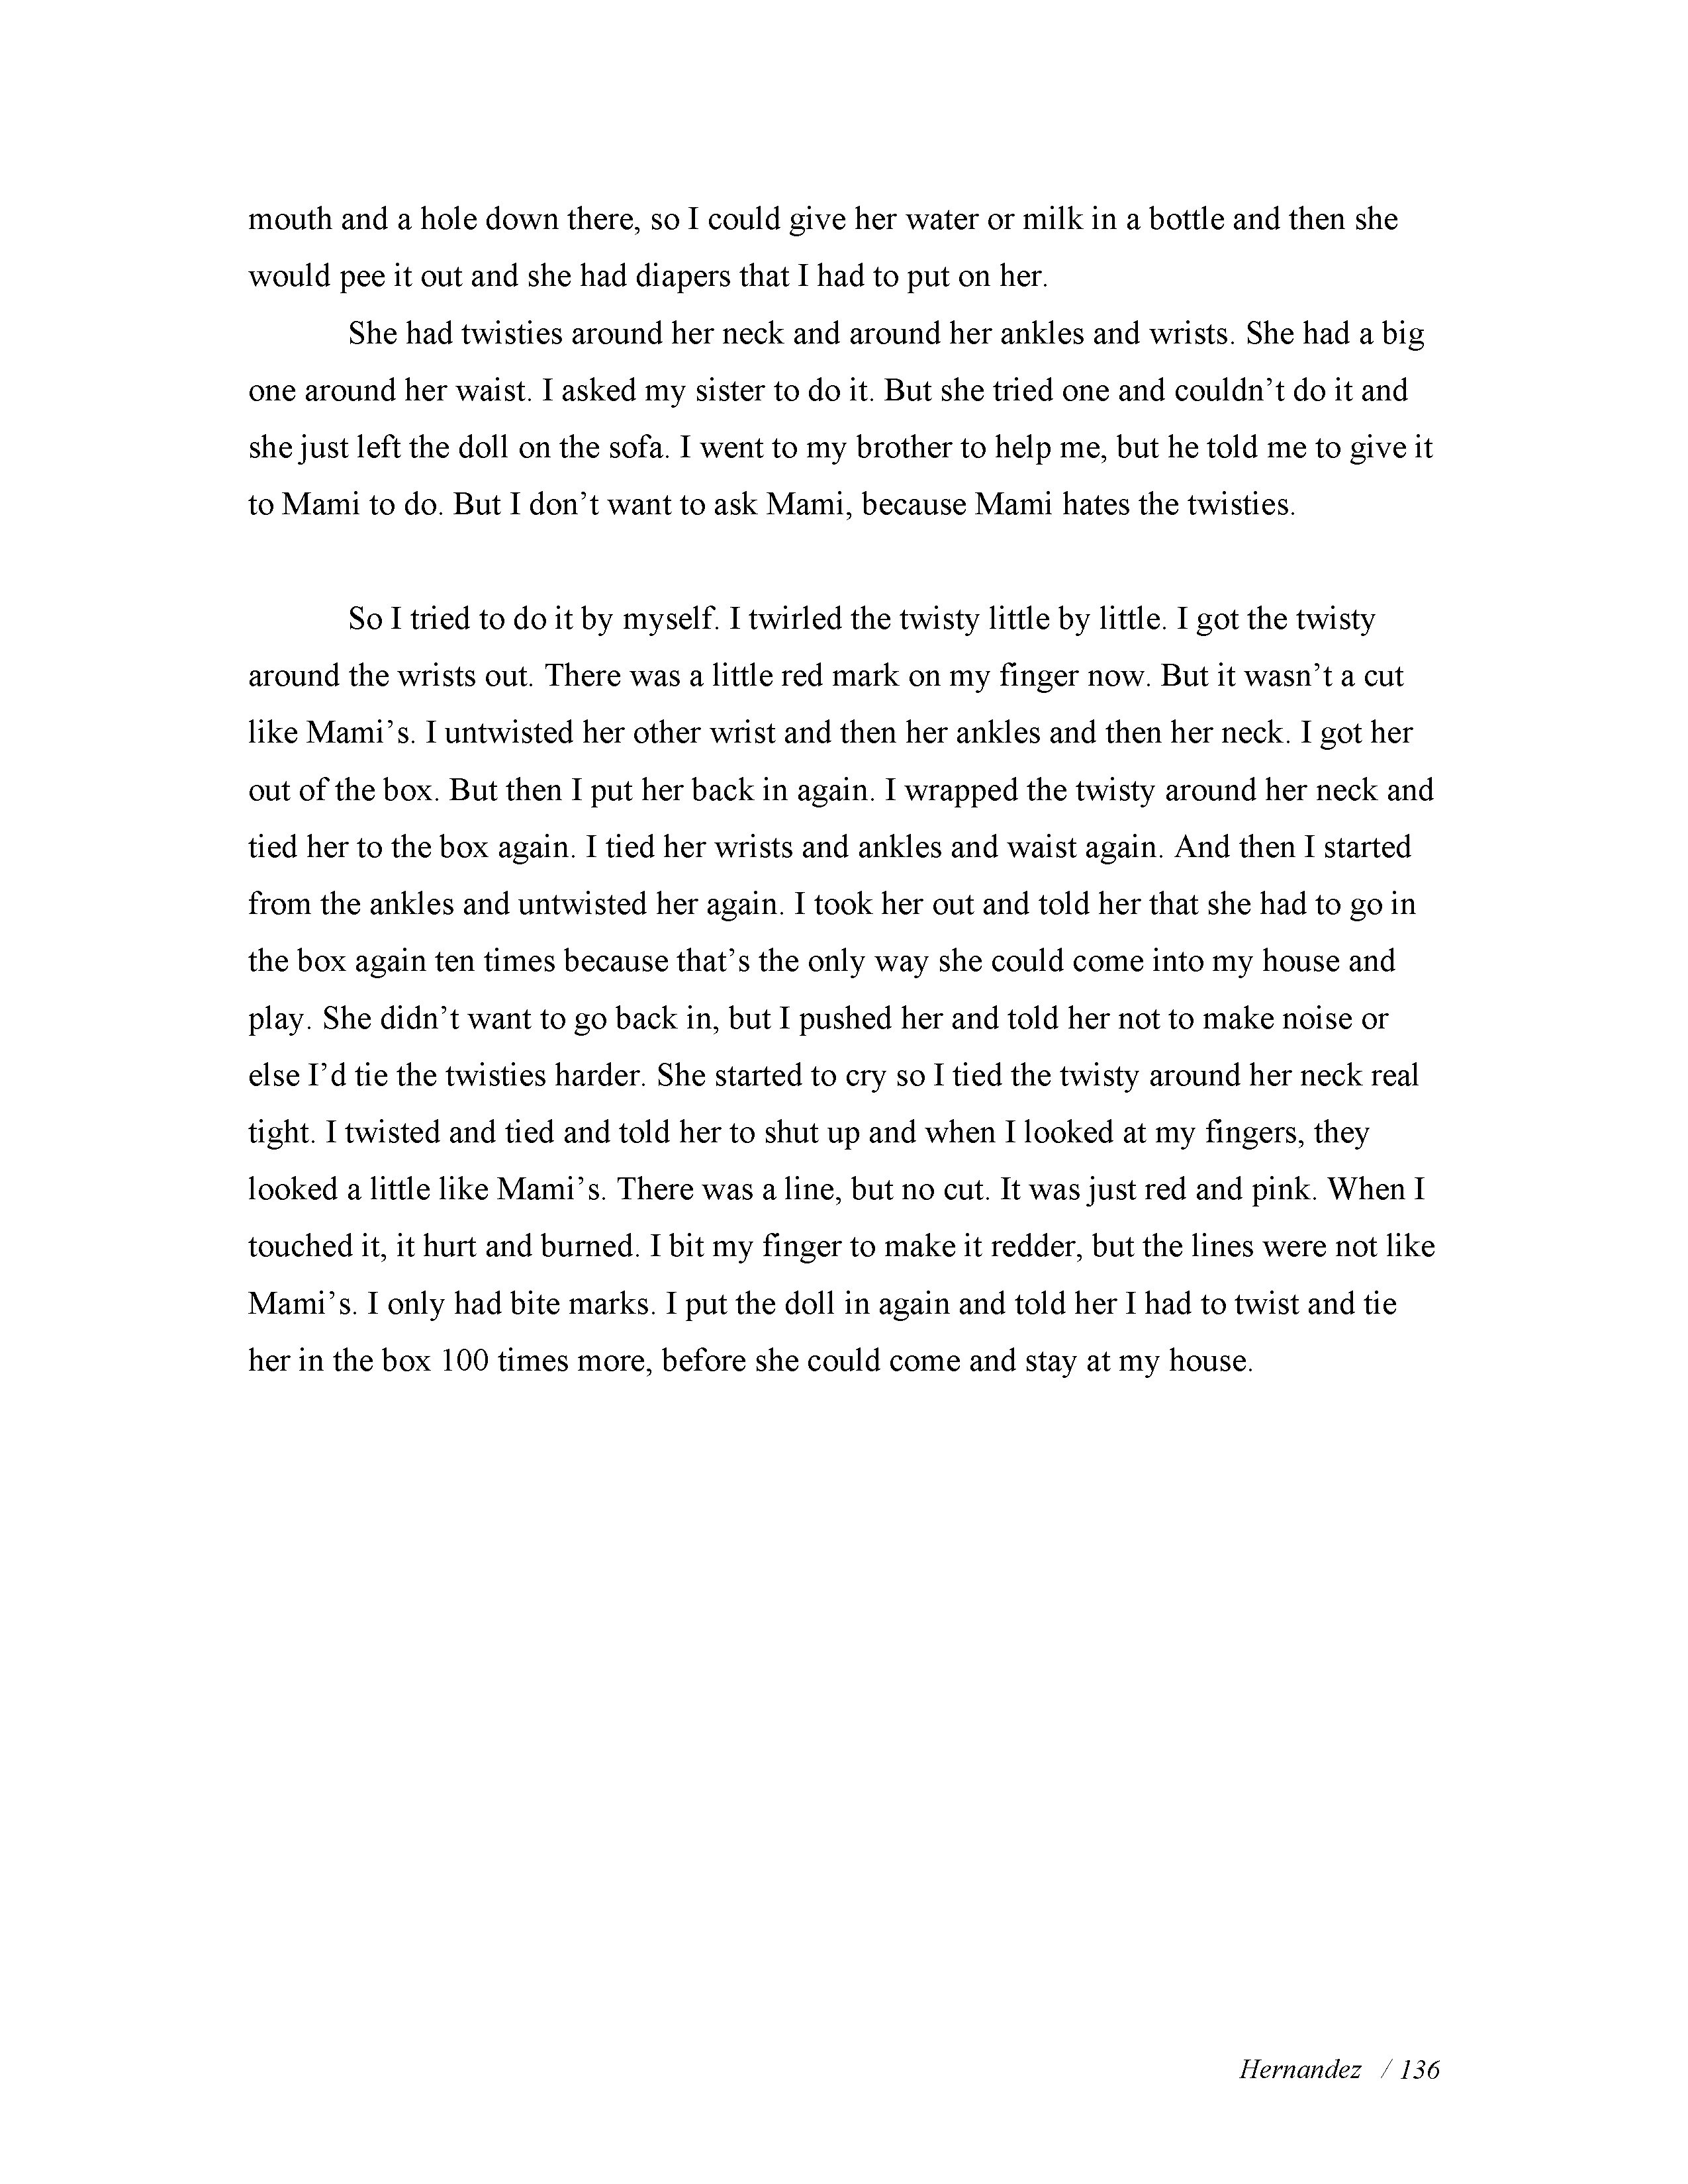 mouth and a hole down there, so I could give her water or milk in a bottle and then she
would pee it out and she had diapers that I had to put on her.
She had twisties around her neck and around her ankles and wrists. She had a big
one around her waist. I asked my sister to do it. But she tried one and couldn’t do it and
she just left the doll on the sofa. I went to my brother to help me, but he told me to give it
to Mami to do. But I don’t want to ask Mami, because Mami hates the twisties.
So I tried to do it by myself. I twirled the twisty little by little. I got the twisty
around the wrists out. There was a little red mark on my finger now. But it wasn’t a cut
like Mami’s. I untwisted her other wrist and then her ankles and then her neck. I got her
out of the box. But then I put her back in again. I wrapped the twisty around her neck and
tied her to the box again. I tied her wrists and ankles and waist again. And then I started
from the ankles and untwisted her again. I took her out and told her that she had to go in
the box again ten times because that’s the only way she could come into my house and
play. She didn’t want to go back in, but I pushed her and told her not to make noise or
else I’d tie the twisties harder. She started to cry so I tied the twisty around her neck real
tight. I twisted and tied and told her to shut up and when I looked at my fingers, they
looked a little like Mami’s. There was a line, but no cut. It was just red and pink. When I
touched it, it hurt and burned. I bit my finger to make it redder, but the lines were not like
Mami’s. I only had bite marks. I put the doll in again and told her I had to twist and tie
her in the box 100 times more, before she could come and stay at my house.
Hernandez / 136